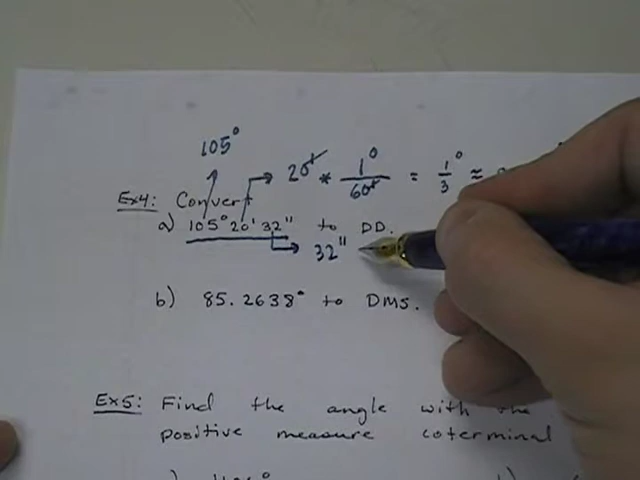 105°
20' * 1°/60' = 1/3° ≈
Ex4: Convert
a) 105° 20' 32" to DD.
32"
b) 85.2638° to DMS.
Ex5: Find the angle with the
positive measure coterminal